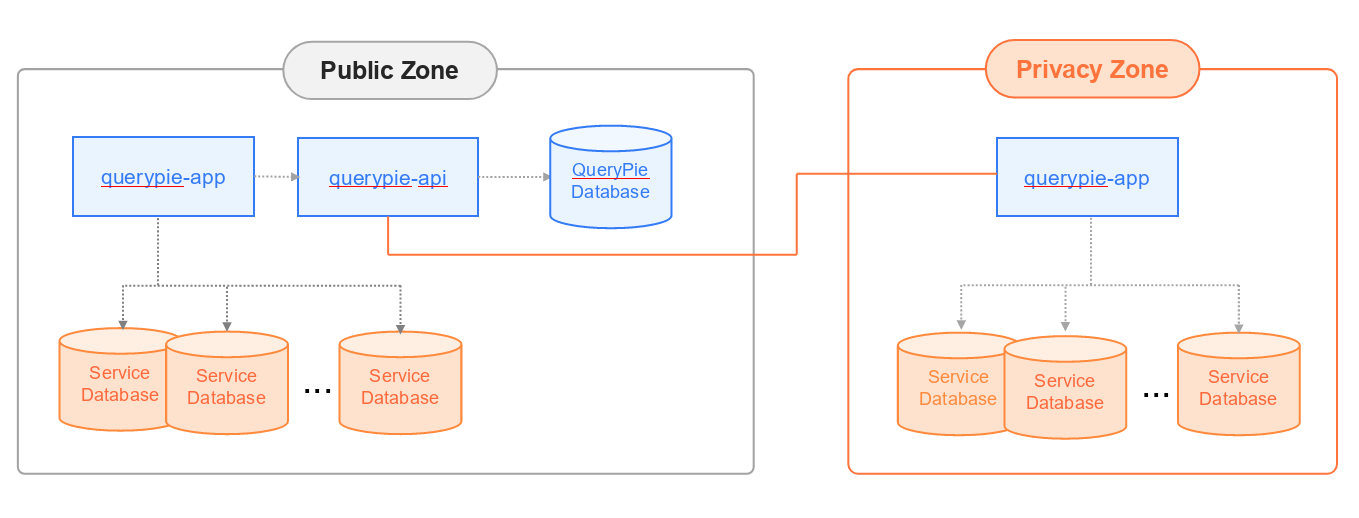 Public Zone
Privacy Zone
querypie-app
querypie-api
QueryPie
Database
querypie-app
Service
Database
Service
Database
...
Service
Database
Service
Database
Service
Database
...
Service
Database